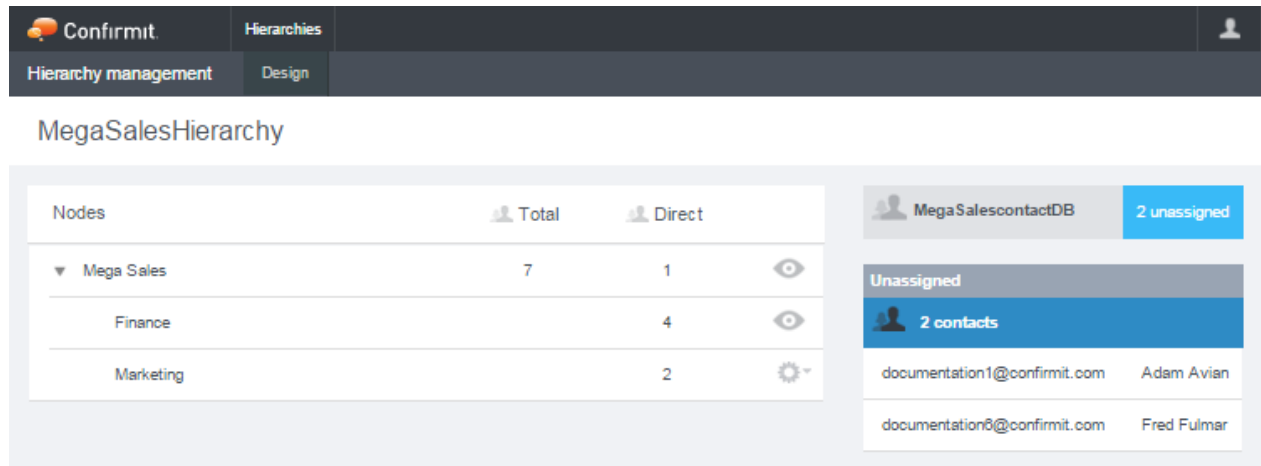 Confirmit. Hierarchies
Hierarchy management Design
MegaSalesHierarchy
Nodes Total Direct
Mega Sales 7 1
Finance 4
Marketing 2
MegaSalescontactDB 2 unassigned
Unassigned
2 contacts
documentation1@confirmit.com Adam Avian
documentation6@confirmit.com Fred Fulmar